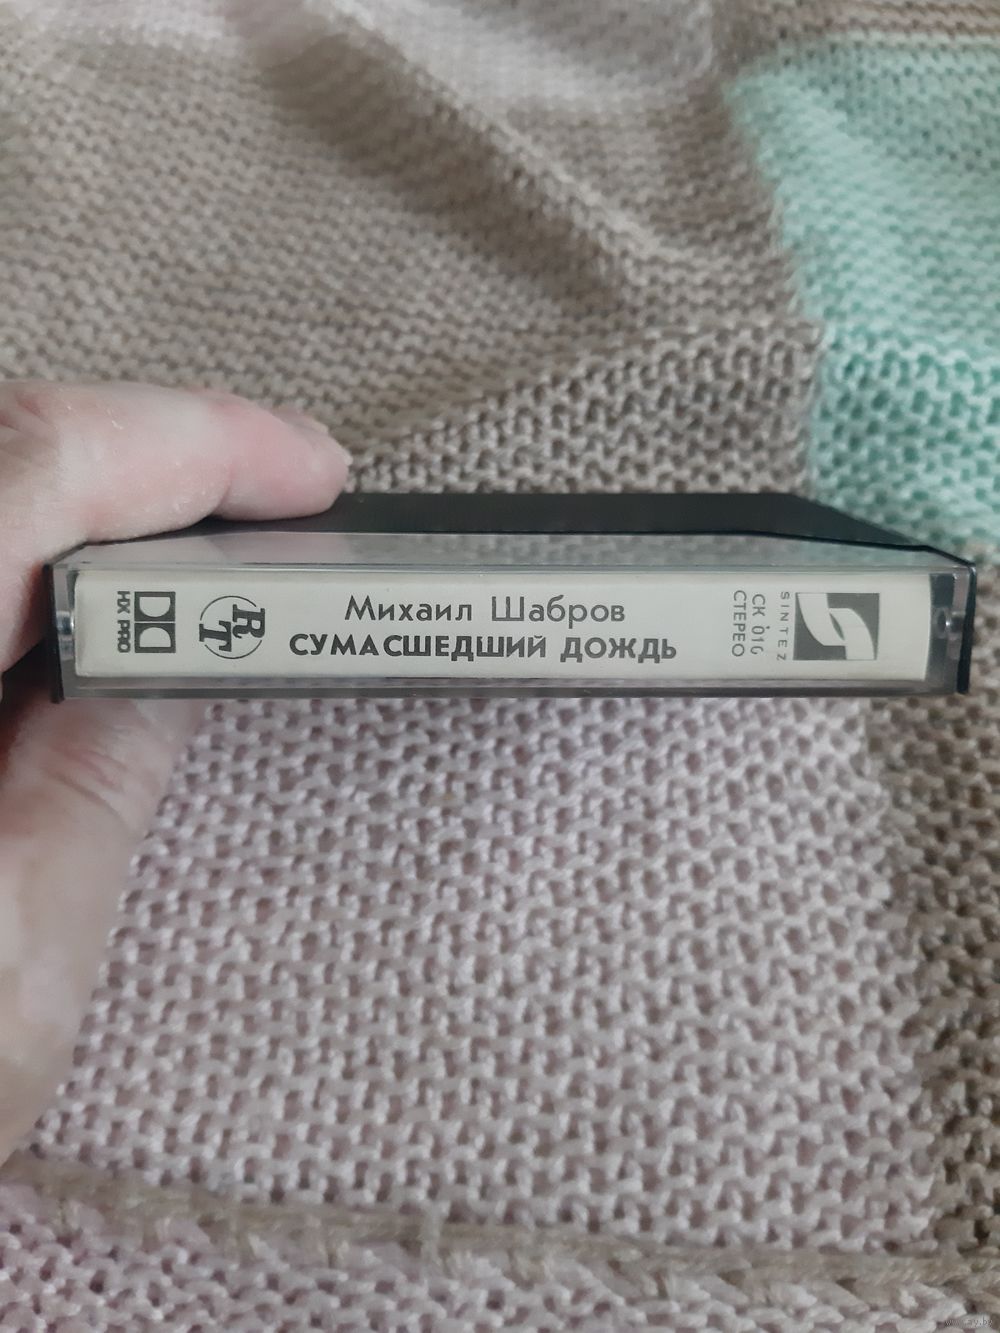 HX PRO
RT
Михаил Шабров
СУМАСШЕДШИЙ ДОЖДЬ
SINTEZ
СК 016
СТЕРЕО